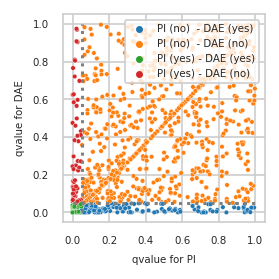 PI (no) - DAE (yes)
PI (no) - DAE (no)
PI (yes) - DAE (yes)
PI (yes) - DAE (no)
qvalue for DAE
1.0
0.8
0.6
0.4
0.2
0.0
0.0 0.2 0.4 0.6 0.8 1.0
qvalue for PI